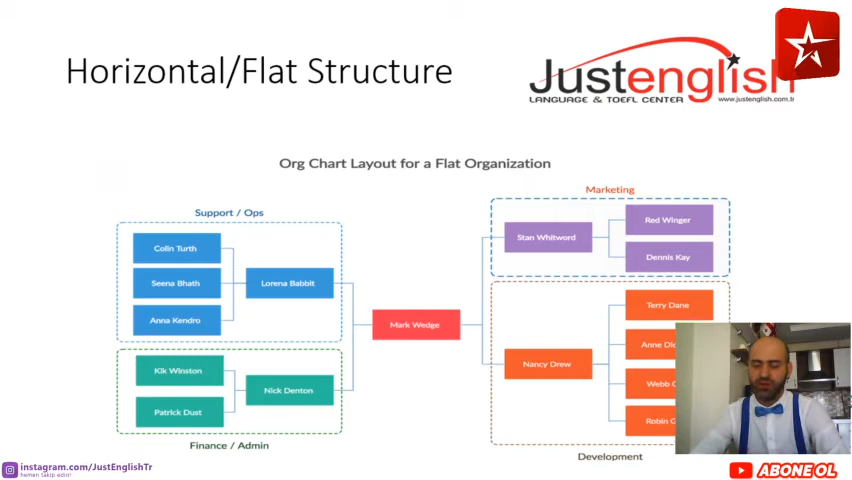 Horizontal/Flat Structure
Justenglish
LANGUAGE & TOEFL CENTER
www.justenglish.com.tr
Org Chart Layout for a Flat Organization
Support / Ops
Colin Turth
Seena Bhath
Anna Kendro
Lorena Babbit
Kik Winston
Patrick Dust
Nick Denton
Finance / Admin
Mark Wedge
Marketing
Stan Whitword
Red Winger
Dennis Kay
Nancy Drew
Terry Dane
Anne
Webb
Robin
Development
instagram.com/JustEnglishTr
hemen takip edin!
ABONE OL